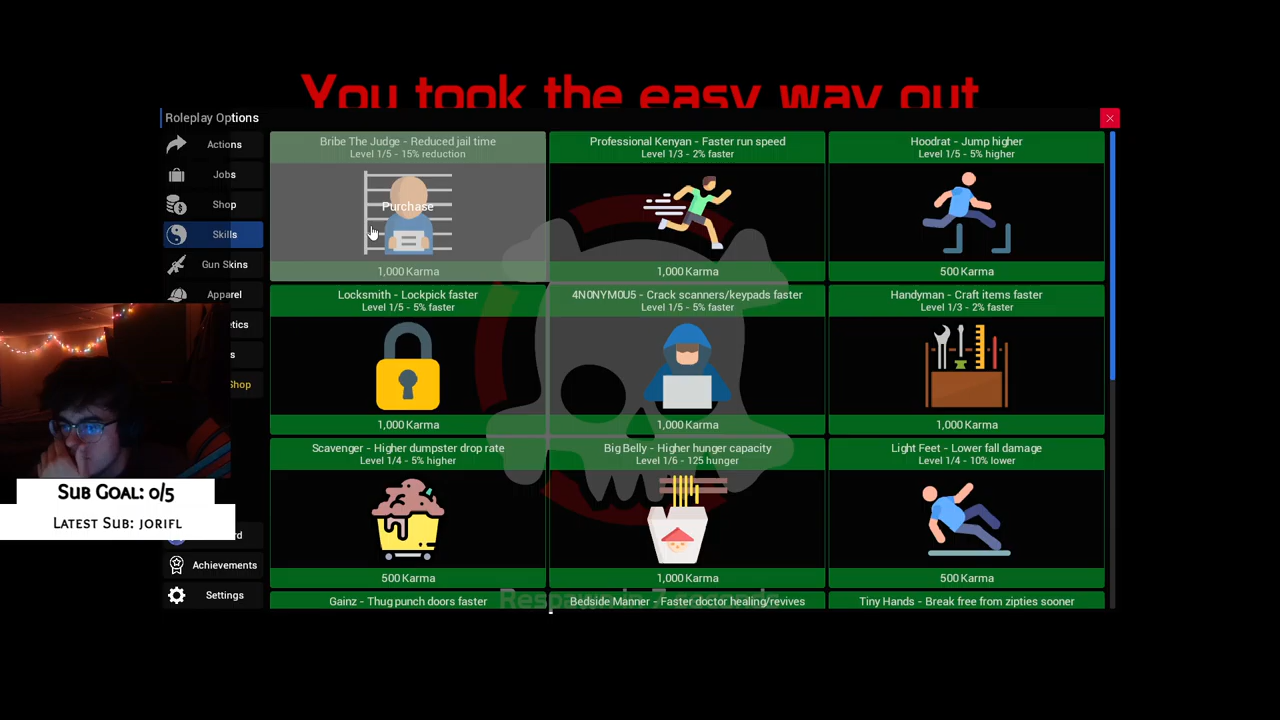 You took the easy way out
Roleplay Options
Actions
Jobs
Shop
Skills
Gun Skins
Apparel
etics
s
Shop
rd
Achievements
Settings
Bribe The Judge - Reduced jail time
Level 1/5 - 15% reduction
Purchase
1,000 Karma
Professional Kenyan - Faster run speed
Level 1/3 - 2% faster
1,000 Karma
Hoodrat - Jump higher
Level 1/5 - 5% higher
500 Karma
Locksmith - Lockpick faster
Level 1/5 - 5% faster
1,000 Karma
4N0NYM0U5 - Crack scanners/keypads faster
Level 1/5 - 5% faster
1,000 Karma
Handyman - Craft items faster
Level 1/3 - 2% faster
1,000 Karma
Scavenger - Higher dumpster drop rate
Level 1/4 - 5% higher
500 Karma
Big Belly - Higher hunger capacity
Level 1/6 - 125 hunger
1,000 Karma
Light Feet - Lower fall damage
Level 1/4 - 10% lower
500 Karma
Gainz - Thug punch doors faster
Bedside Manner - Faster doctor healing/revives
Tiny Hands - Break free from zipties sooner
Respawn in 7 seconds
Sub Goal: 0/5
Latest Sub: jorifl